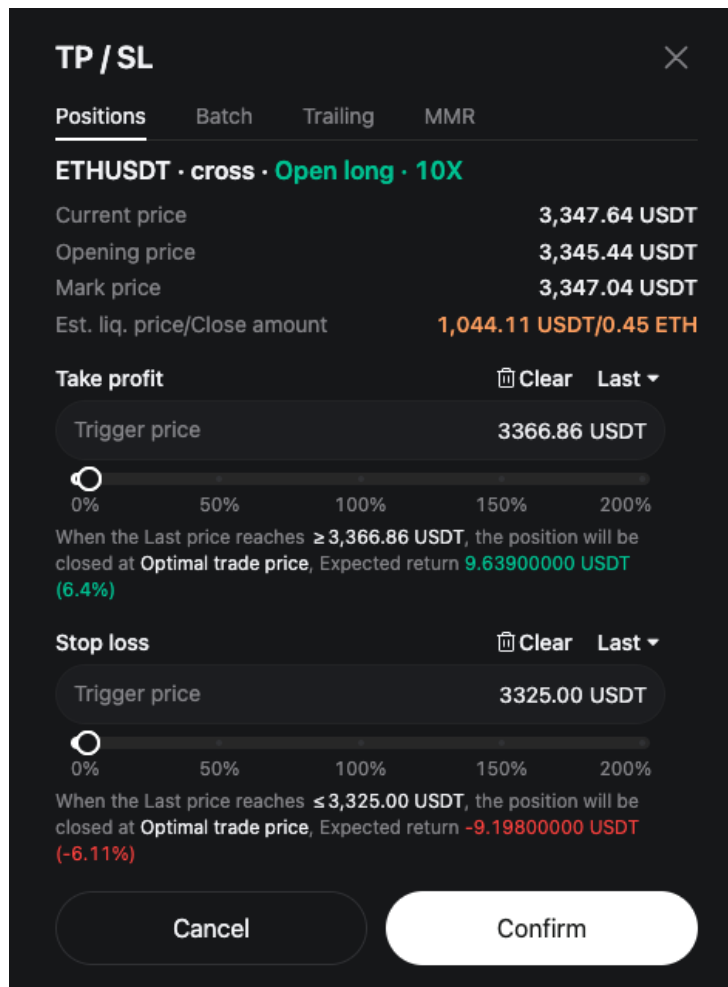 TP / SL
Positions Batch Trailing MMR
ETHUSDT · cross · Open long · 10X
Current price 3,347.64 USDT
Opening price 3,345.44 USDT
Mark price 3,347.04 USDT
Est. liq. price/Close amount 1,044.11 USDT/0.45 ETH
Take profit Clear Last
Trigger price 3366.86 USDT
0% 50% 100% 150% 200%
When the Last price reaches ≥3,366.86 USDT, the position will be
closed at Optimal trade price, Expected return 9.63900000 USDT
(6.4%)
Stop loss Clear Last
Trigger price 3325.00 USDT
0% 50% 100% 150% 200%
When the Last price reaches ≤3,325.00 USDT, the position will be
closed at Optimal trade price, Expected return -9.19800000 USDT
(-6.11%)
Cancel Confirm